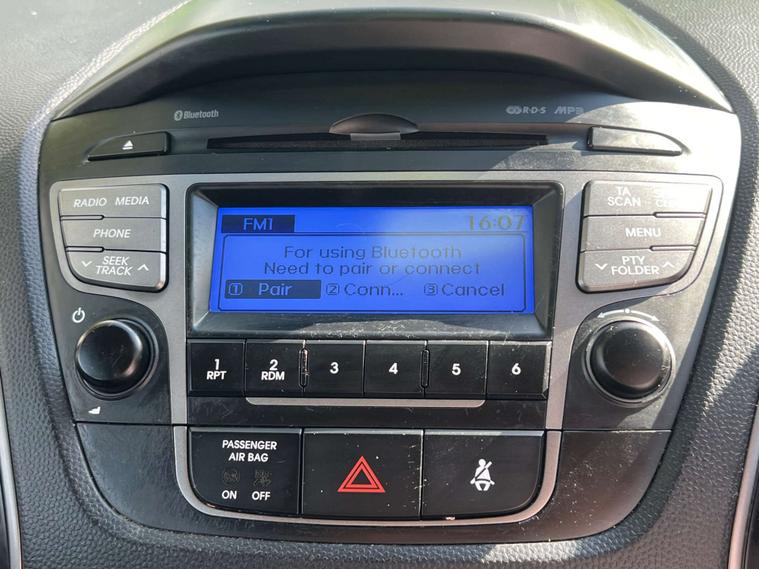 Bluetooth
R·D·S MP3
RADIO MEDIA
PHONE
SEEK
TRACK
TA
SCAN
MENU
PTY
FOLDER
FM1 16:07
For using Bluetooth
Need to pair or connect
1 Pair 2 Conn... 3 Cancel
1
RPT
2
RDM
3
4
5
6
PASSENGER
AIR BAG
ON OFF